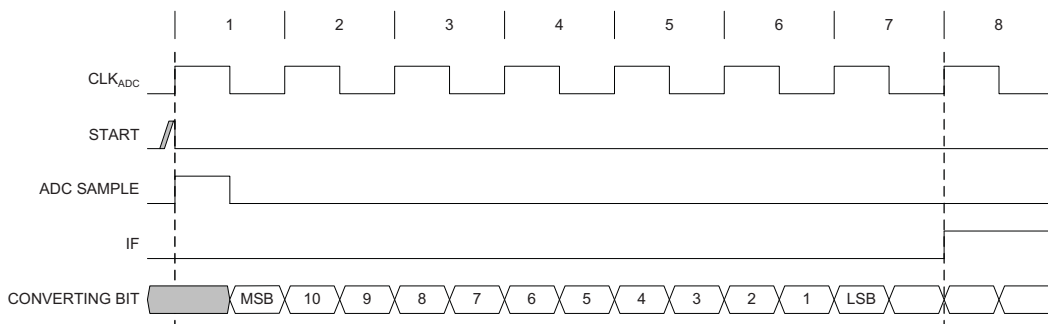 1 2 3 4 5 6 7 8
CLKADC
START
ADC SAMPLE
IF
CONVERTING BIT MSB 10 9 8 7 6 5 4 3 2 1 LSB